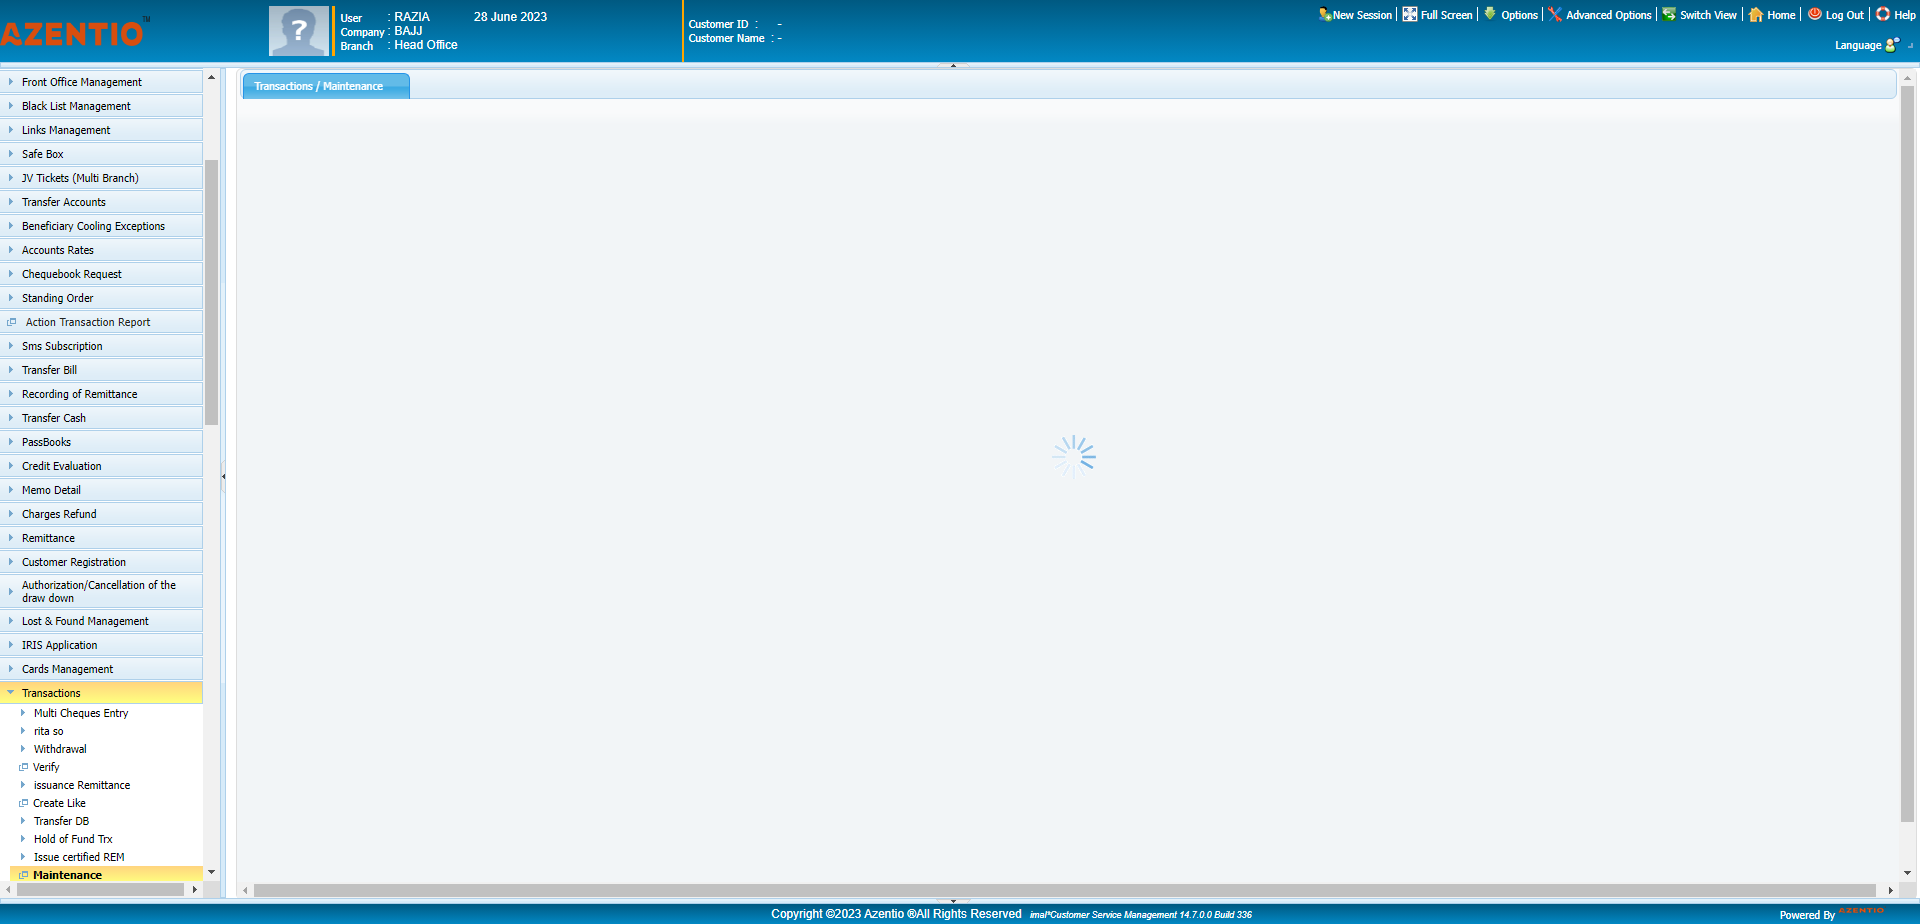 AZENTIO TM
User : RAZIA 28 June 2023
Company : BAJJ
Branch : Head Office
Customer ID : -
Customer Name : -
New Session Full Screen Options Advanced Options Switch View Home Log Out Help
Language
Front Office Management
Black List Management
Links Management
Safe Box
JV Tickets (Multi Branch)
Transfer Accounts
Beneficiary Cooling Exceptions
Accounts Rates
Chequebook Request
Standing Order
Action Transaction Report
Sms Subscription
Transfer Bill
Recording of Remittance
Transfer Cash
PassBooks
Credit Evaluation
Memo Detail
Charges Refund
Remittance
Customer Registration
Authorization/Cancellation of the
draw down
Lost & Found Management
IRIS Application
Cards Management
Transactions
Multi Cheques Entry
rita so
Withdrawal
Verify
issuance Remittance
Create Like
Transfer DB
Hold of Fund Trx
Issue certified REM
Maintenance
Transactions / Maintenance
?
Copyright ©2023 Azentio ®All Rights Reserved imal*Customer Service Management 14.7.0.0 Build 336
Powered By AZENTIO